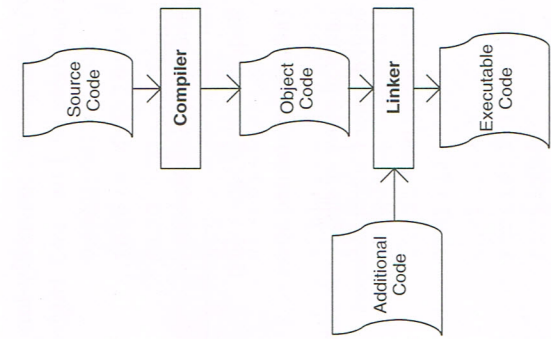 Source
Code
Compiler
Object
Code
Linker
Executable
Code
Additional
Code